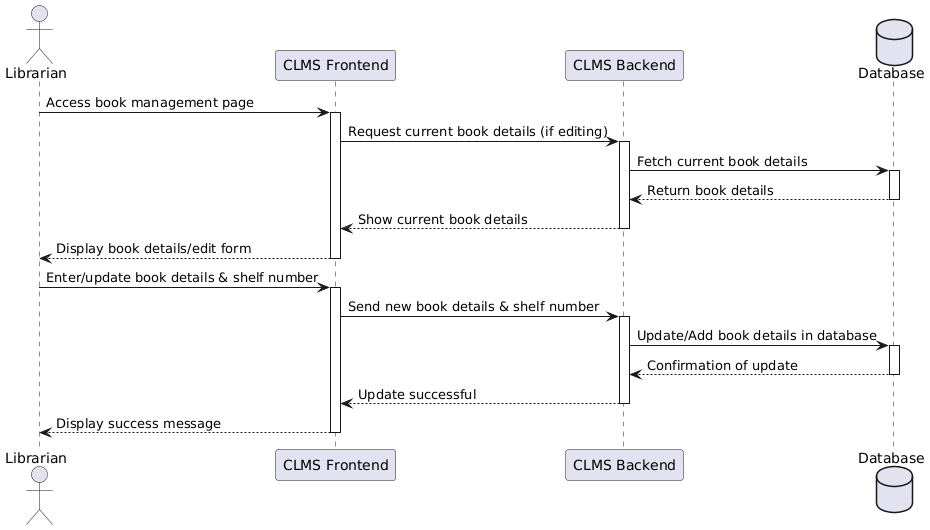 Librarian
CLMS Frontend
CLMS Backend
Database
Access book management page
Request current book details (if editing)
Fetch current book details
Return book details
Show current book details
Display book details/edit form
Enter/update book details & shelf number
Send new book details & shelf number
Update/Add book details in database
Confirmation of update
Update successful
Display success message
Librarian
CLMS Frontend
CLMS Backend
Database